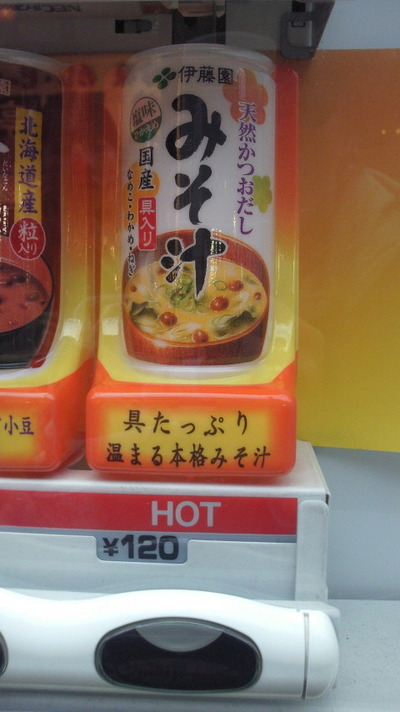 伊藤園
天然かつおだし
みそ汁
国産
具入り
なめこ・わかめ・ねぎ
具たっぷり
温まる本格みそ汁
北海道産
粒入り
小豆
HOT
¥120